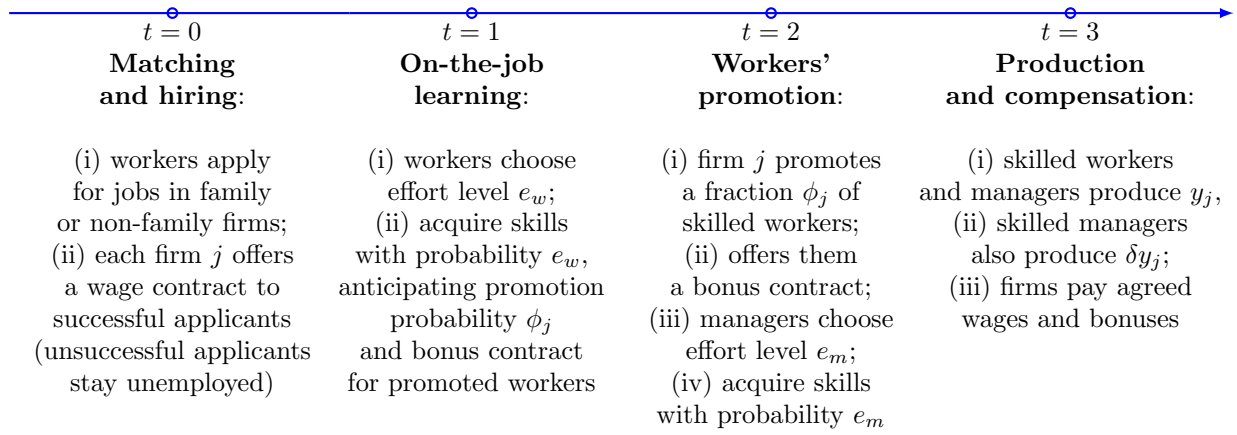 t = 0
Matching
and hiring:
(i) workers apply
for jobs in family
or non-family firms;
(ii) each firm j offers
a wage contract to
successful applicants
(unsuccessful applicants
stay unemployed)
t = 1
On-the-job
learning:
(i) workers choose
effort level e_w;
(ii) acquire skills
with probability e_w,
anticipating promotion
probability ϕ_j
and bonus contract
for promoted workers
t = 2
Workers'
promotion:
(i) firm j promotes
a fraction ϕ_j of
skilled workers;
(ii) offers them
a bonus contract;
(iii) managers choose
effort level e_m;
(iv) acquire skills
with probability e_m
t = 3
Production
and compensation:
(i) skilled workers
and managers produce y_j,
(ii) skilled managers
also produce δy_j;
(iii) firms pay agreed
wages and bonuses